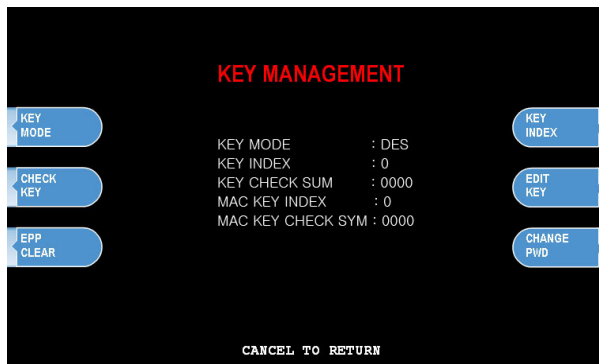 KEY MANAGEMENT
KEY
MODE
CHECK
KEY
EPP
CLEAR
KEY MODE : DES
KEY INDEX : 0
KEY CHECK SUM : 0000
MAC KEY INDEX : 0
MAC KEY CHECK SYM : 0000
KEY
INDEX
EDIT
KEY
CHANGE
PWD
CANCEL TO RETURN